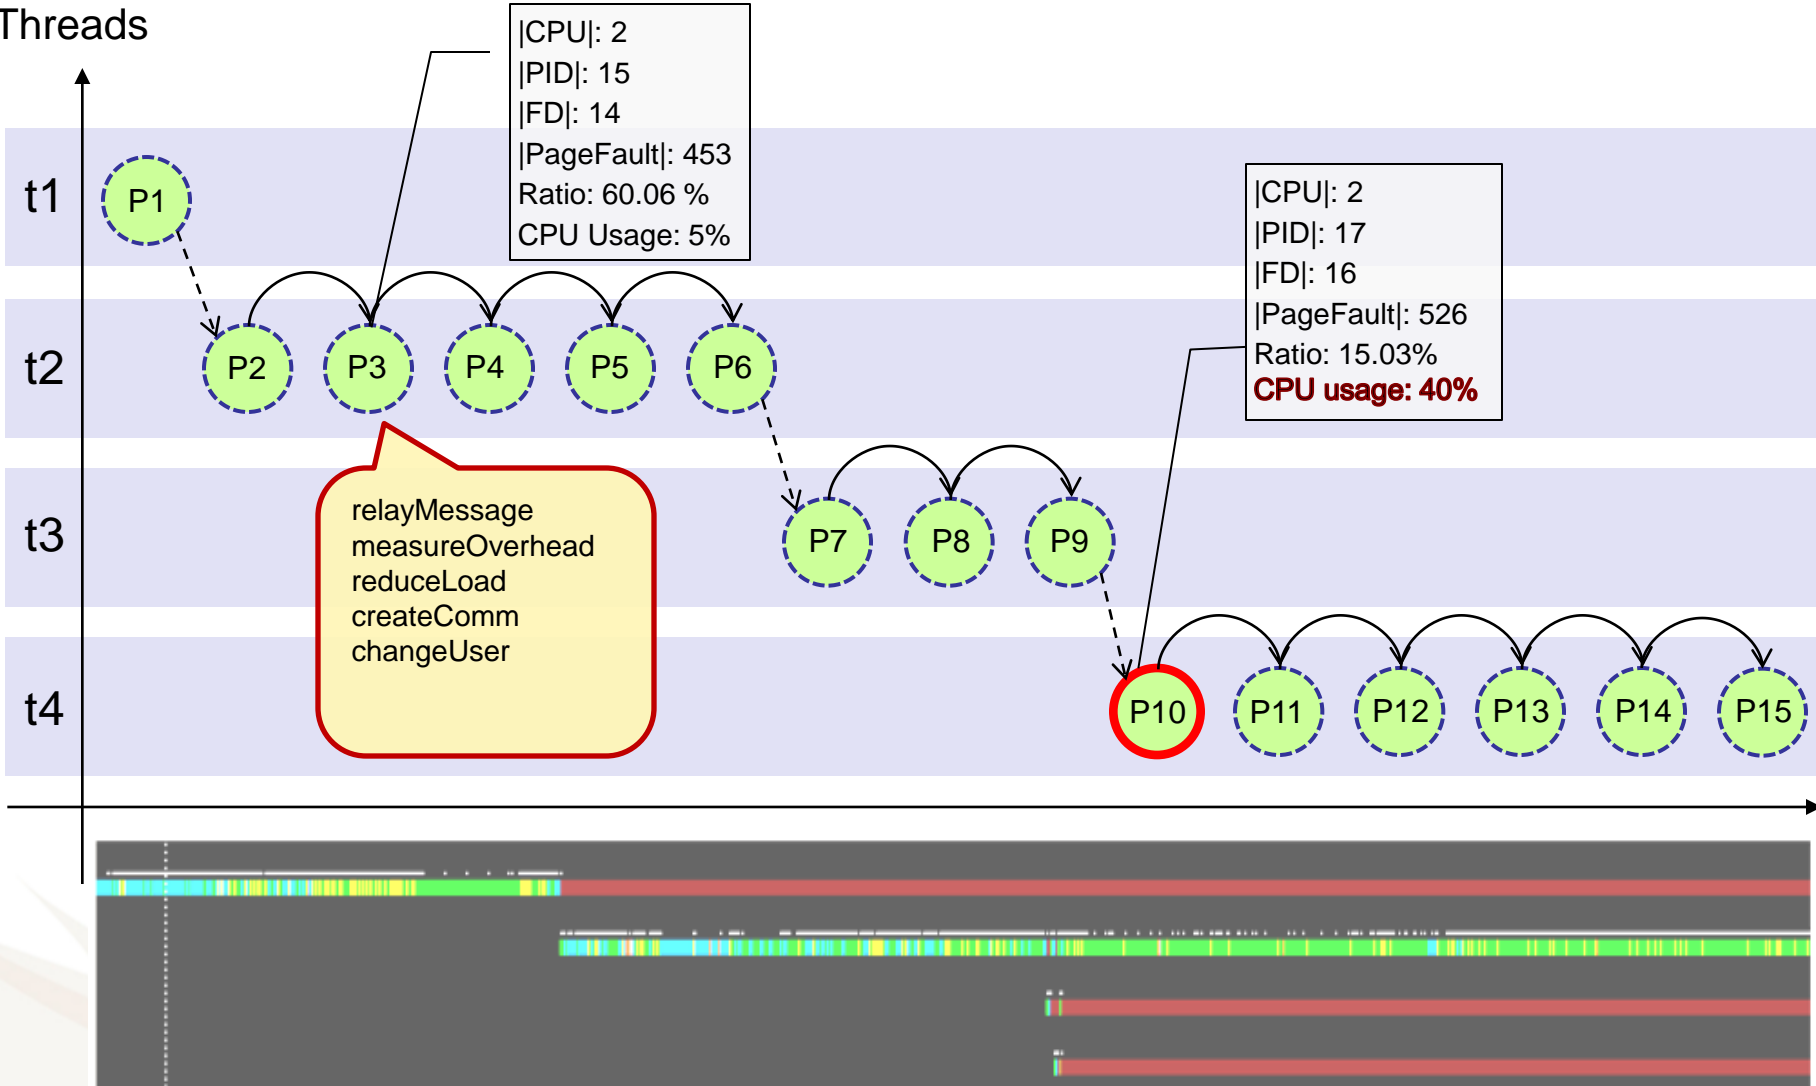 Threads
|CPU|: 2
|PID|: 15
|FD|: 14
|PageFault|: 453
Ratio: 60.06 %
CPU Usage: 5%
t1
P1
|CPU|: 2
|PID|: 17
|FD|: 16
|PageFault|: 526
Ratio: 15.03%
CPU usage: 40%
t2
P2
P3
P4
P5
P6
relayMessage
measureOverhead
reduceLoad
createComm
changeUser
t3
P7
P8
P9
t4
P10
P11
P12
P13
P14
P15